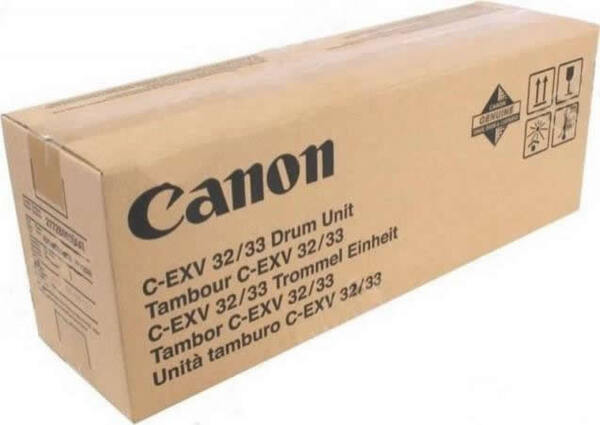 Canon
C-EXV 32/33 Drum Unit
Tambour C-EXV 32/33
C-EXV 32/33 Trommel Einheit
Tambor C-EXV 32/33
Unità tamburo C-EXV 32/33
CANON
GENUINE